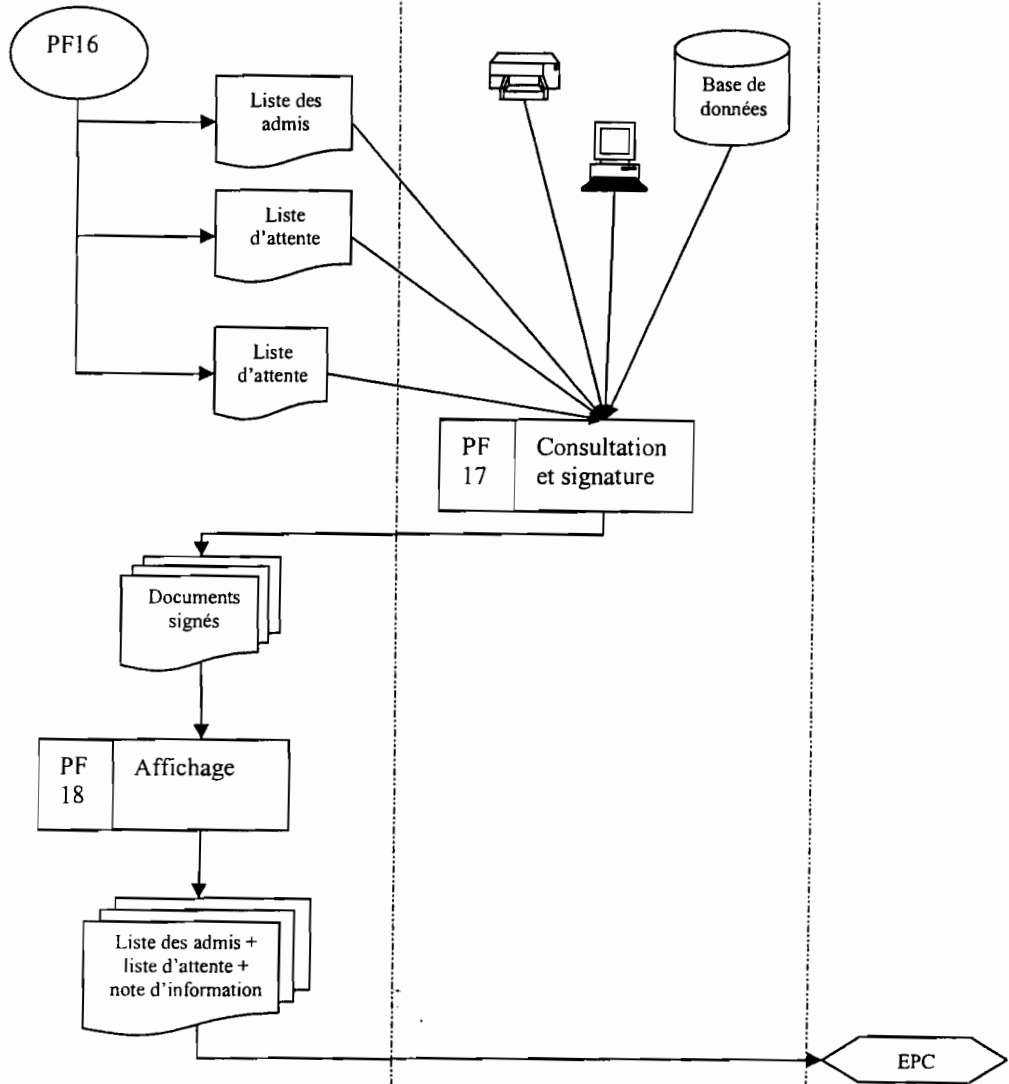 PF16
Liste des
admis
Base de
données
Liste
d'attente
Liste
d'attente
PF
17
Consultation
et signature
Documents
signés
PF
18
Affichage
Liste des admis +
liste d'attente +
note d'information
EPC